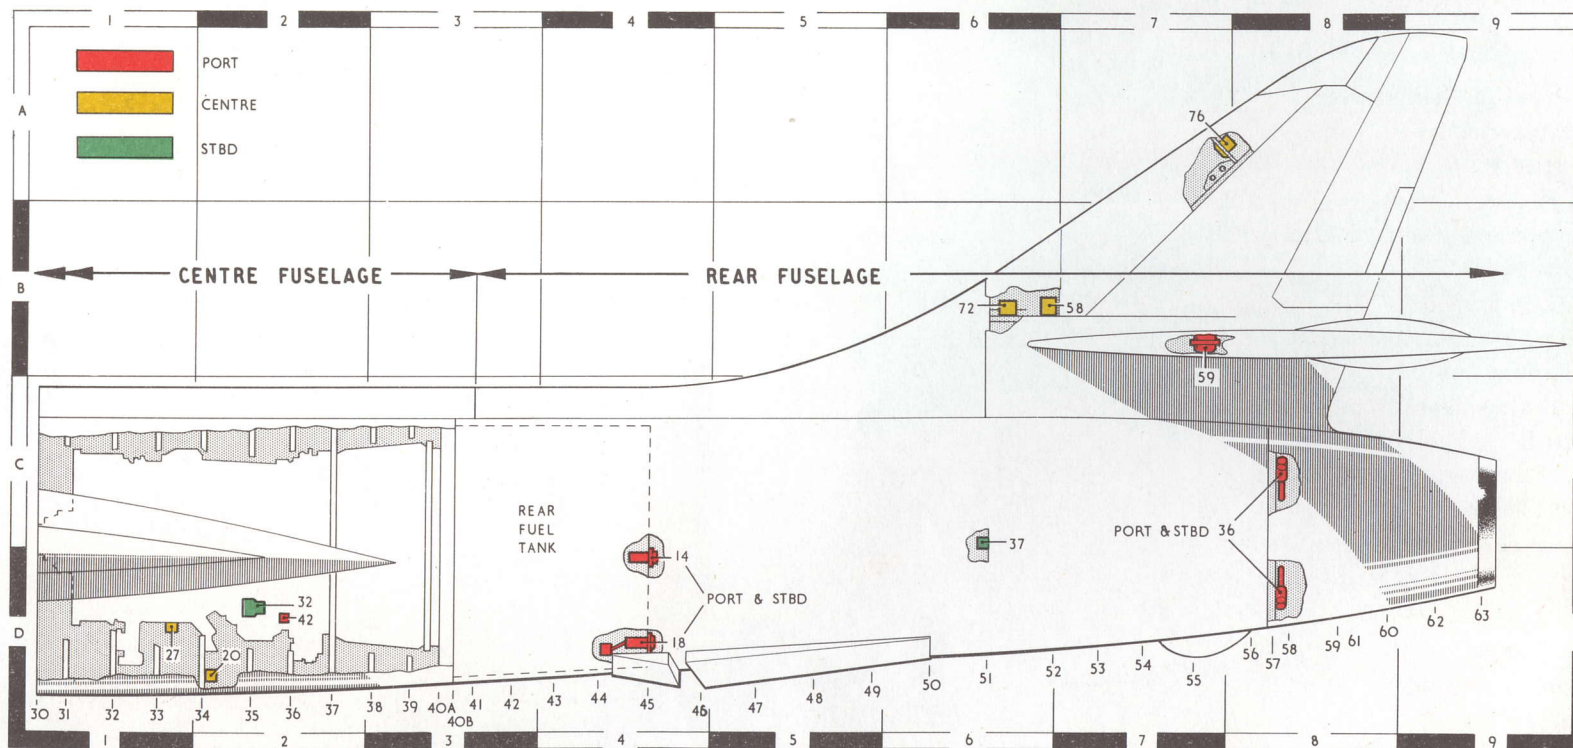 1 2 3 4 5 6 7 8 9
A
B
C
D
PORT
CENTRE
STBD
76
CENTRE FUSELAGE
REAR FUSELAGE
72
58
59
REAR
FUEL
TANK
PORT & STBD 36
37
14
PORT & STBD
18
32
42
27
20
30 31 32 33 34 35 36 37 38 39 40A 40B 41 42 43 44 45 46 47 48 49 50 51 52 53 54 55 56 57 58 59 61 60 62 63
1 2 3 4 5 6 7 8 9